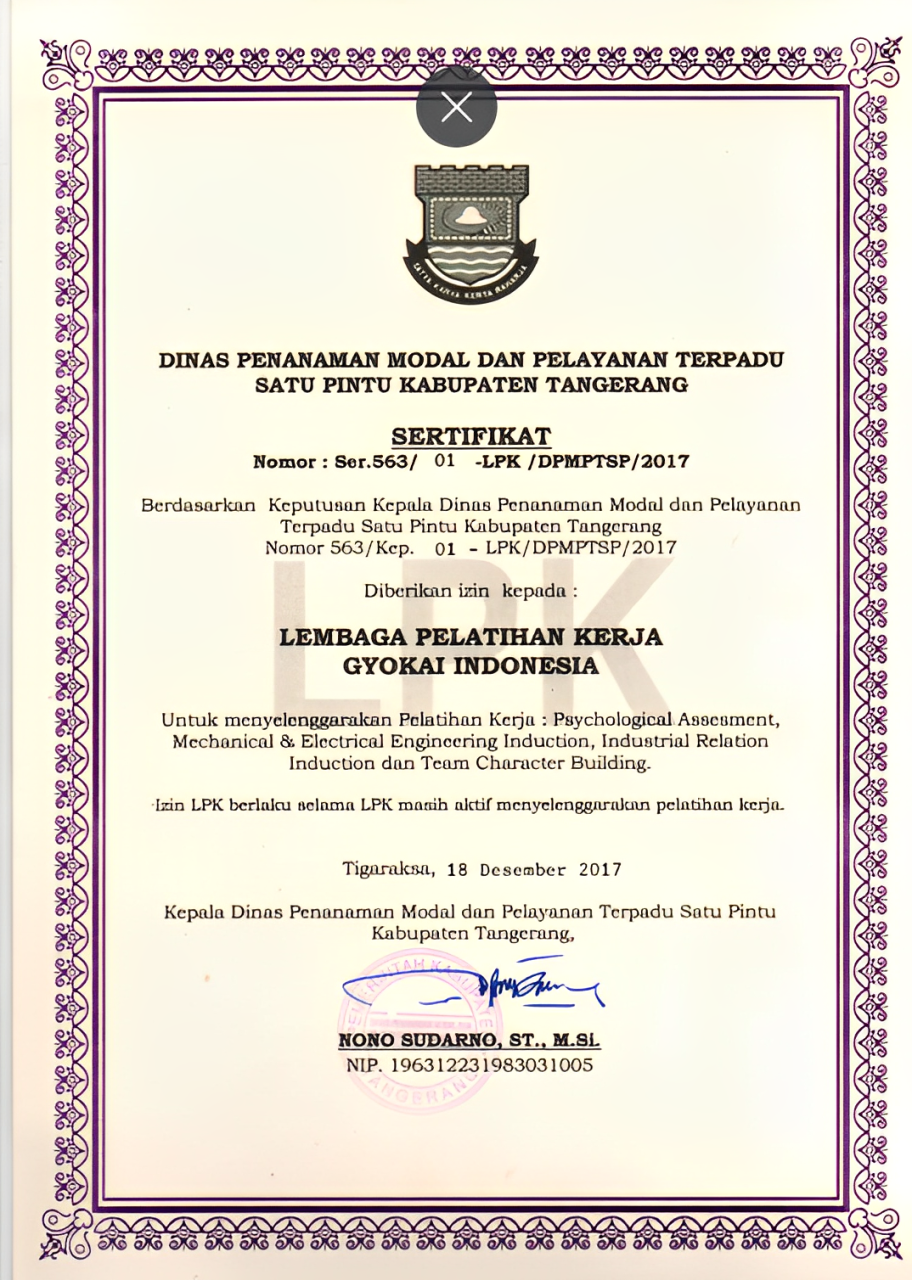 SATYA KARYA KERTA RAHARJA
DINAS PENANAMAN MODAL DAN PELAYANAN TERPADU
SATU PINTU KABUPATEN TANGERANG
SERTIFIKAT
Nomor : Ser.563/ 01 -LPK /DPMPTSP/2017
Berdasarkan Keputusan Kepala Dinas Penanaman Modal dan Pelayanan
Terpadu Satu Pintu Kabupaten Tangerang
Nomor 563/Kep. 01 - LPK/DPMPTSP/2017
Diberikan izin kepada :
LPK
LEMBAGA PELATIHAN KERJA
GYOKAI INDONESIA
Untuk menyelenggarakan Pelatihan Kerja : Psychological Assesment,
Mechanical & Electrical Engineering Induction, Industrial Relation
Induction dan Team Character Building.
Izin LPK berlaku selama LPK masih aktif menyelenggarakan pelatihan kerja.
Tigaraksa, 18 Desember 2017
Kepala Dinas Penanaman Modal dan Pelayanan Terpadu Satu Pintu
Kabupaten Tangerang,
PEMERINTAH KABUPATEN
TANGERANG
NONO SUDARNO, ST., M.Si.
NIP. 196312231983031005